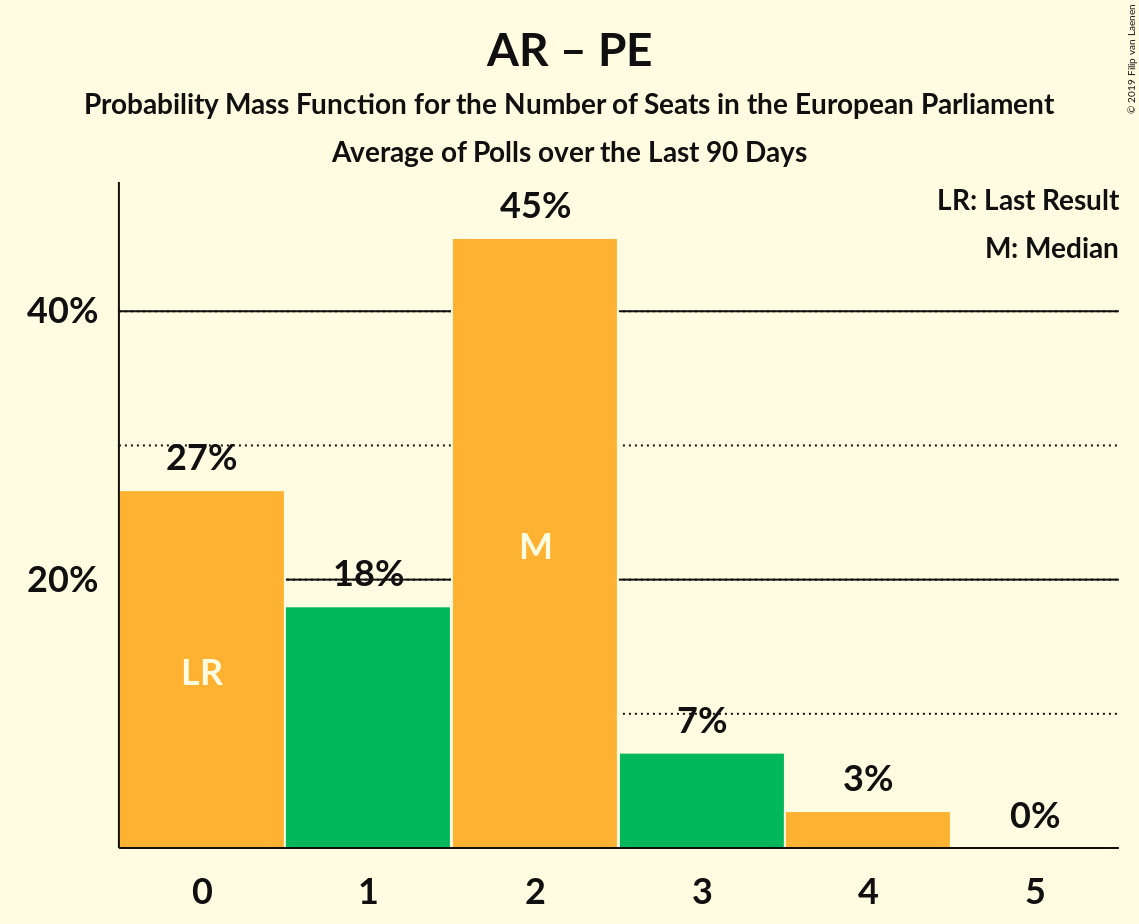 AR – PE
Probability Mass Function for the Number of Seats in the European Parliament
Average of Polls over the Last 90 Days
© 2019 Filip van Laenen
LR: Last Result
M: Median
45%
40%
27%
18%
20%
M
LR
7%
3%
0%
0 1 2 3 4 5